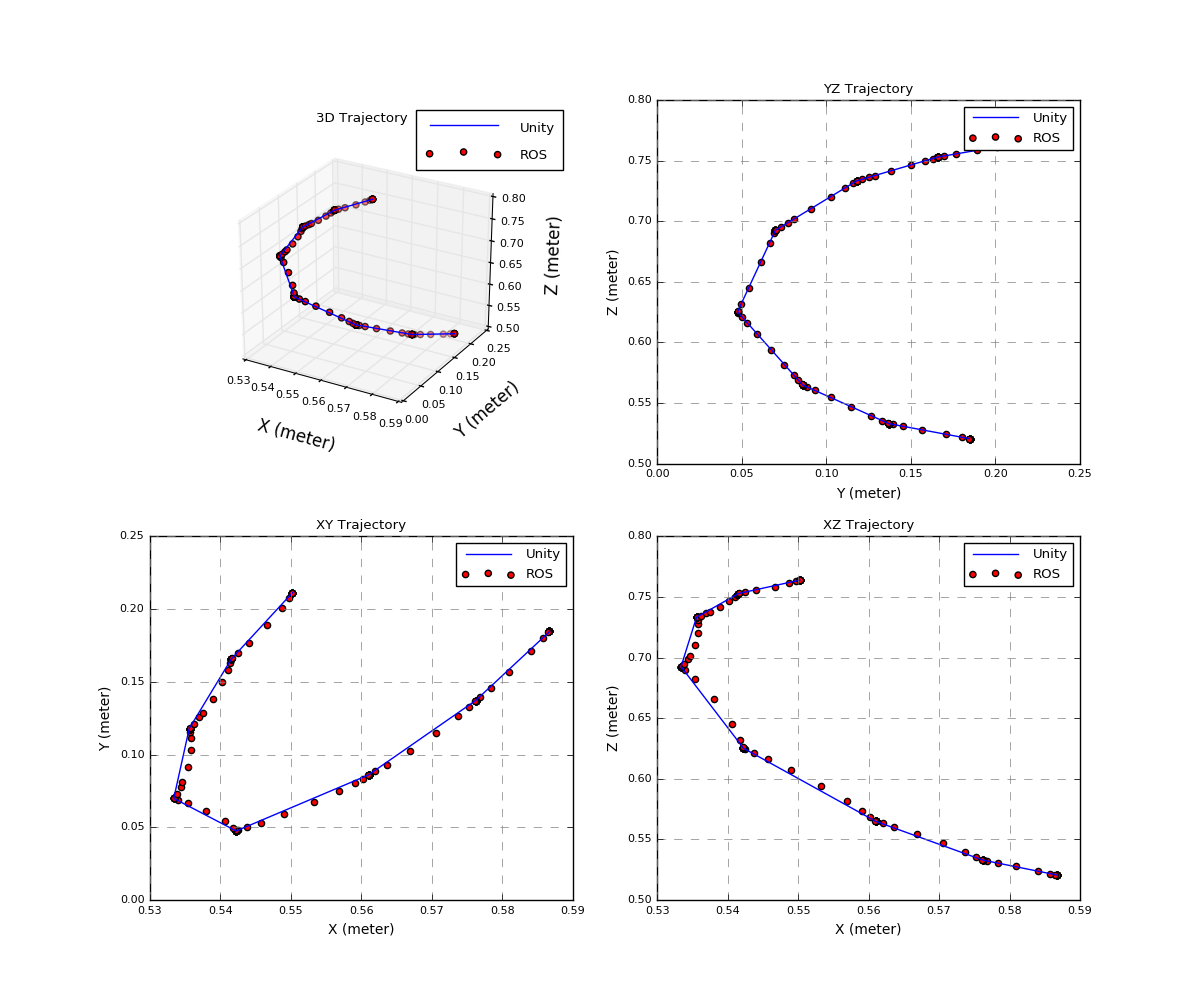 3D Trajectory
Unity
ROS
0.80
0.75
0.70
0.65
0.60
0.55
0.50
Z (meter)
0.25
0.20
0.15
0.10
0.05
0.00
Y (meter)
0.53
0.54
0.55
0.56
0.57
0.58
0.59
X (meter)
YZ Trajectory
Unity
ROS
0.80
0.75
0.70
0.65
0.60
0.55
0.50
Z (meter)
0.00 0.05 0.10 0.15 0.20 0.25
Y (meter)
XY Trajectory
Unity
ROS
0.25
0.20
0.15
0.10
0.05
0.00
Y (meter)
0.53 0.54 0.55 0.56 0.57 0.58 0.59
X (meter)
XZ Trajectory
Unity
ROS
0.80
0.75
0.70
0.65
0.60
0.55
0.50
Z (meter)
0.53 0.54 0.55 0.56 0.57 0.58 0.59
X (meter)